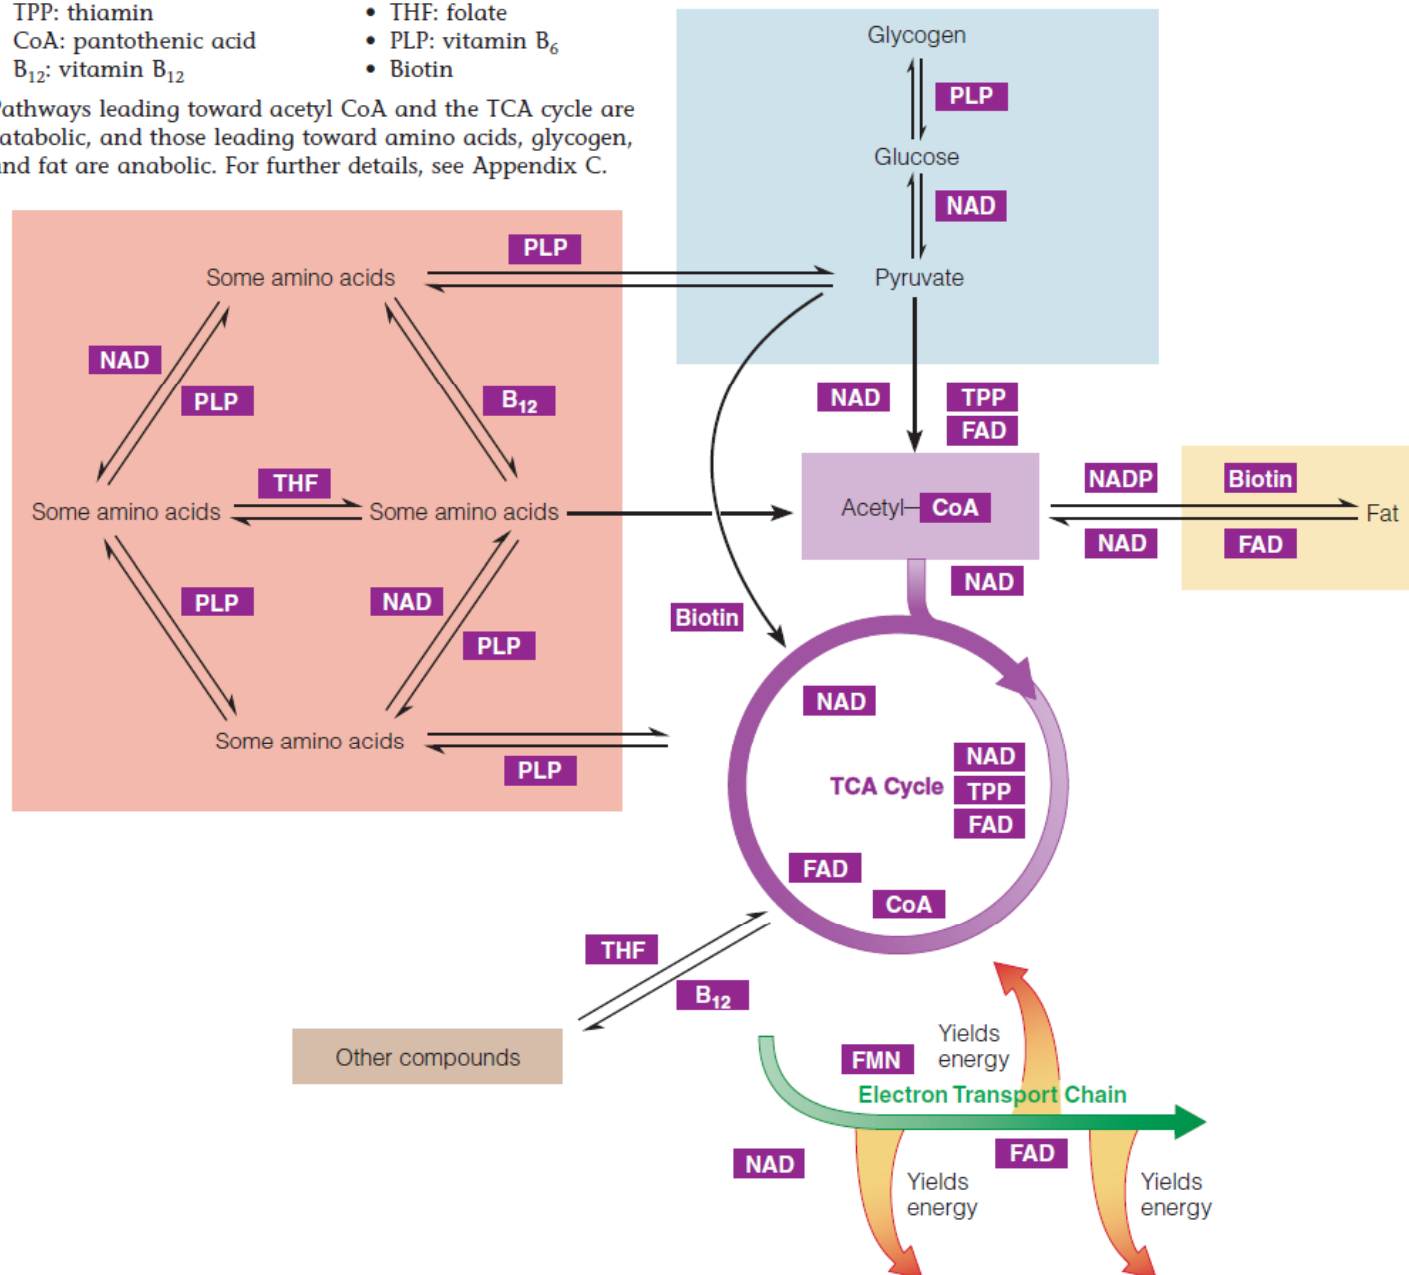 TPP: thiamin
CoA: pantothenic acid
B12: vitamin B12
• THF: folate
• PLP: vitamin B6
• Biotin
Pathways leading toward acetyl CoA and the TCA cycle are
catabolic, and those leading toward amino acids, glycogen,
and fat are anabolic. For further details, see Appendix C.
Glycogen
PLP
Glucose
NAD
Pyruvate
PLP
Some amino acids
NAD
PLP
B12
THF
Some amino acids
Some amino acids
PLP
NAD
PLP
Some amino acids
PLP
NAD
TPP
FAD
Acetyl–CoA
NADP
Biotin
NAD
FAD
Fat
NAD
Biotin
NAD
TCA Cycle
NAD
TPP
FAD
FAD
CoA
THF
B12
Other compounds
FMN
Yields
energy
Electron Transport Chain
NAD
FAD
Yields
energy
Yields
energy